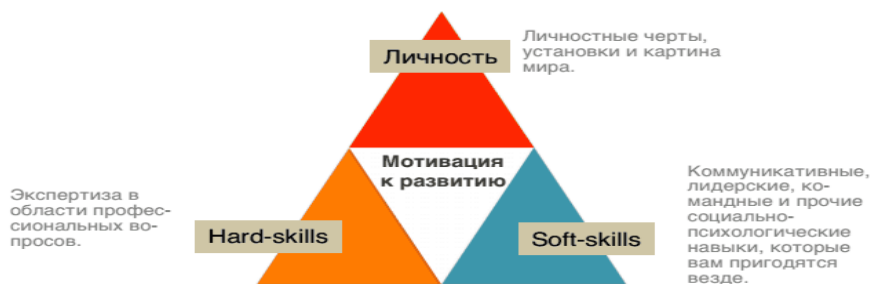 Личность
Личностные черты,
установки и картина
мира.
Мотивация
к развитию
Экспертиза в
области профес-
сиональных во-
просов.
Hard-skills
Soft-skills
Коммуникативные,
лидерские, ко-
мандные и прочие
социально-
психологические
навыки, которые
вам пригодятся
везде.